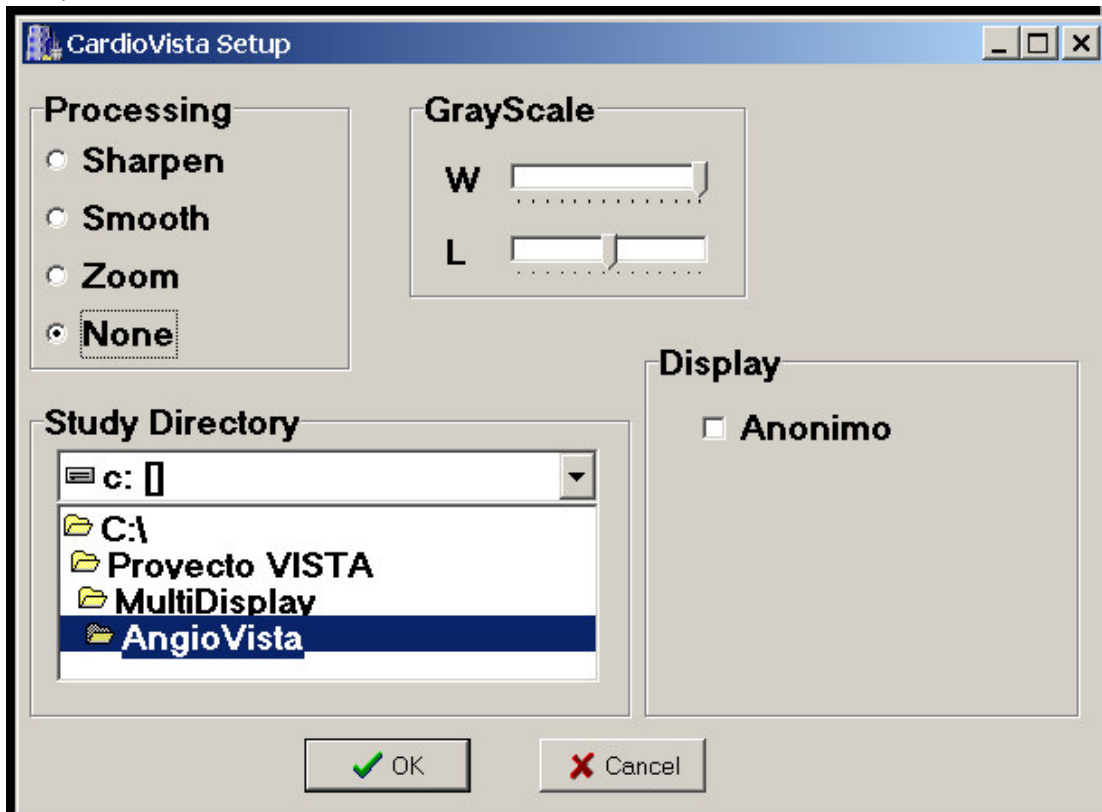 CardioVista Setup
Processing
Sharpen
Smooth
Zoom
None
GrayScale
W
L
Study Directory
c: []
C:\
Proyecto VISTA
MultiDisplay
AngioVista
Display
Anonimo
OK
Cancel